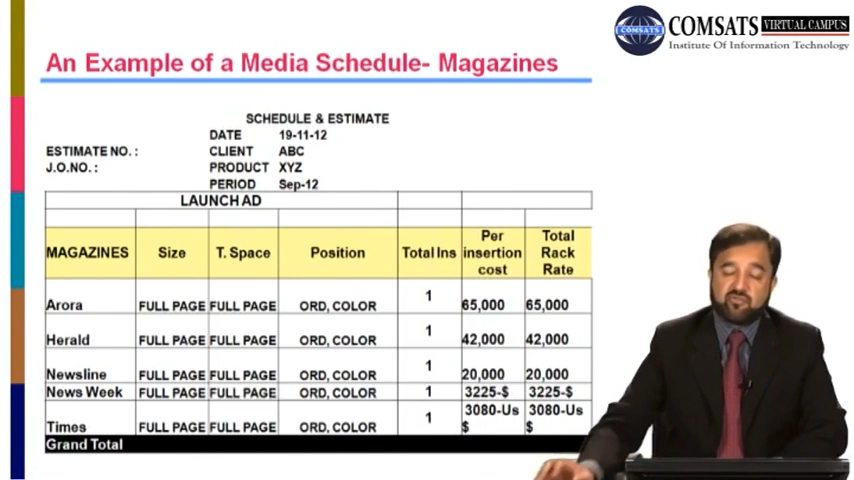 COMSATS VIRTUAL CAMPUS
COMSATS
Institute Of Information Technology
An Example of a Media Schedule- Magazines
SCHEDULE & ESTIMATE
DATE 19-11-12
ESTIMATE NO. : CLIENT ABC
J.O.NO. : PRODUCT XYZ
PERIOD Sep-12
LAUNCH AD
MAGAZINES Size T. Space Position Total Ins Per insertion cost Total Rack Rate
Arora FULL PAGE FULL PAGE ORD, COLOR 1 65,000 65,000
Herald FULL PAGE FULL PAGE ORD, COLOR 1 42,000 42,000
Newsline FULL PAGE FULL PAGE ORD, COLOR 1 20,000 20,000
News Week FULL PAGE FULL PAGE ORD, COLOR 1 3225-$ 3225-$
Times FULL PAGE FULL PAGE ORD, COLOR 1 3080-Us $ 3080-Us $
Grand Total